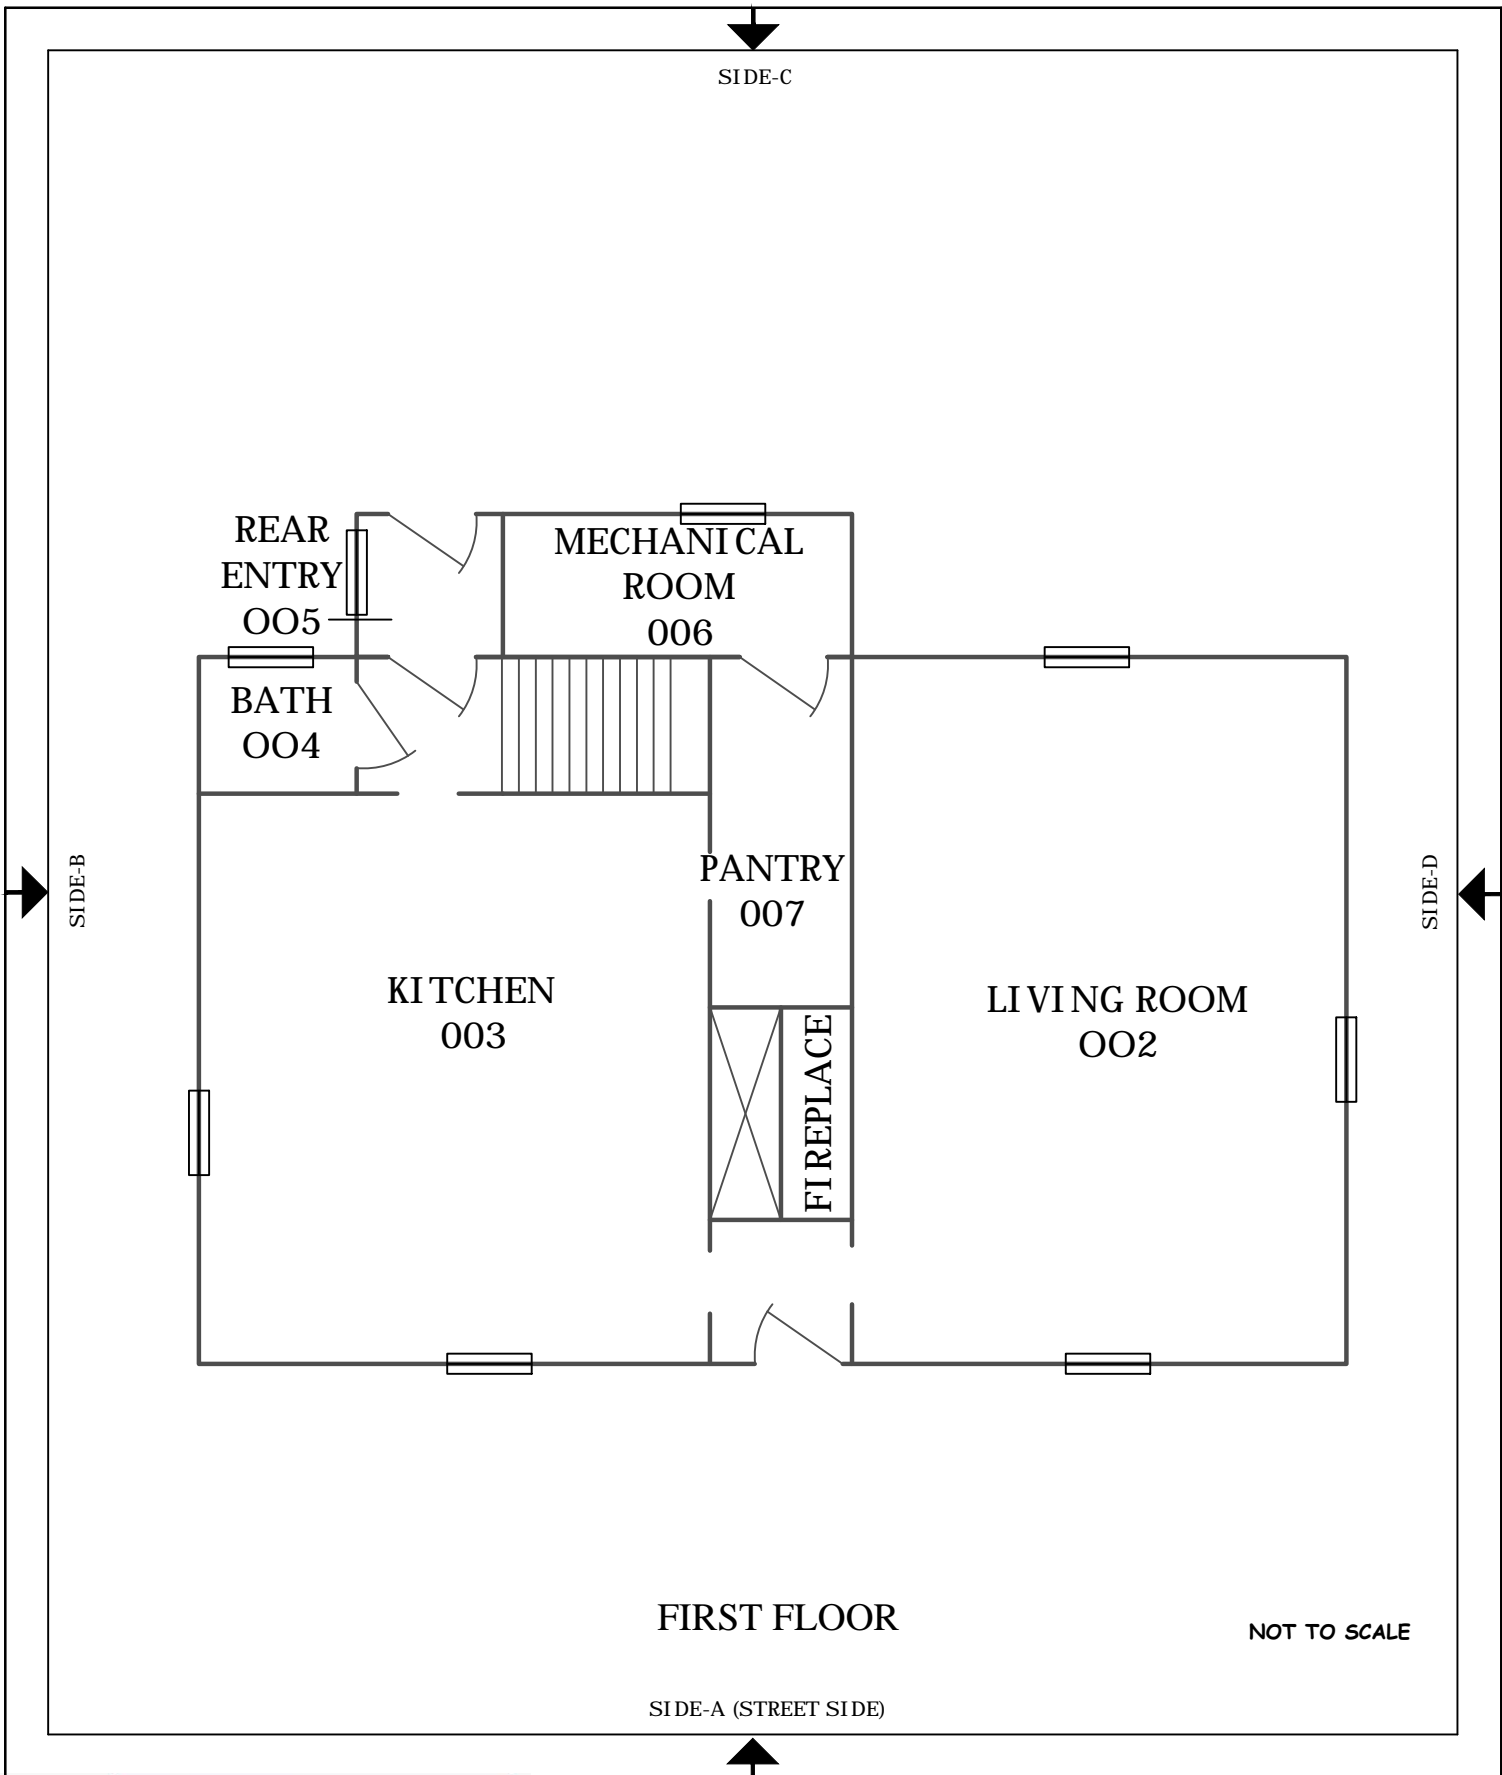 SIDE-C
REAR
ENTRY
OO5
MECHANICAL
ROOM
006
BATH
OO4
SIDE-B
PANTRY
007
SIDE-D
KITCHEN
003
LIVING ROOM
OO2
FIREPLACE
FIRST FLOOR
NOT TO SCALE
SIDE-A (STREET SIDE)